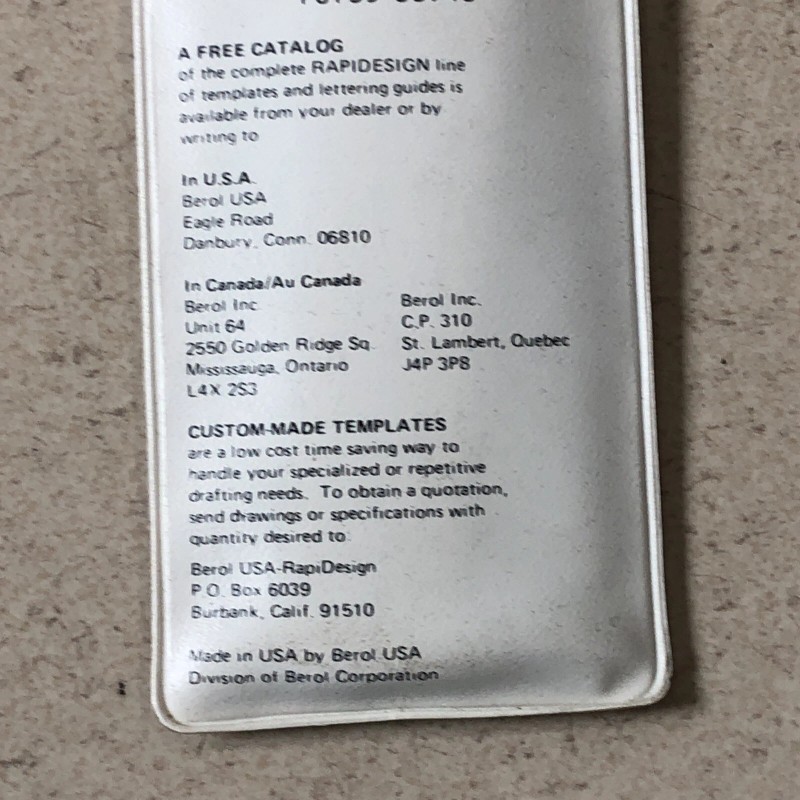 A FREE CATALOG
of the complete RAPIDESIGN line
of templates and lettering guides is
available from your dealer or by
writing to
In U.S.A.
Berol USA
Eagle Road
Danbury, Conn. 06810
In Canada/Au Canada
Berol Inc.
Unit 64
2550 Golden Ridge Sq.
Mississauga, Ontario
L4X 2S3
Berol Inc.
C.P. 310
St. Lambert, Quebec
J4P 3P8
CUSTOM-MADE TEMPLATES
are a low cost time saving way to
handle your specialized or repetitive
drafting needs. To obtain a quotation,
send drawings or specifications with
quantity desired to:
Berol USA-RapiDesign
P.O. Box 6039
Burbank, Calif. 91510
Made in USA by Berol USA
Division of Berol Corporation